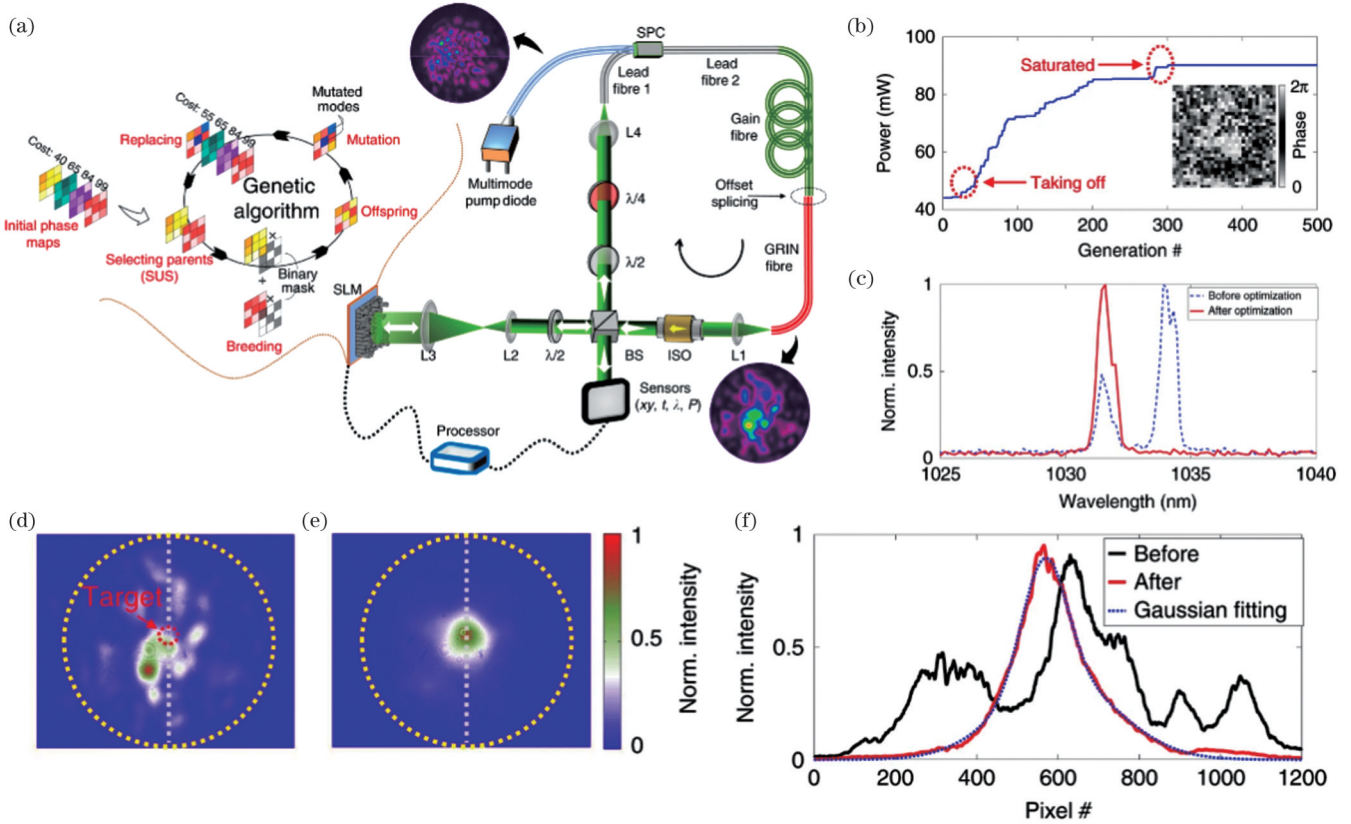 (a)
SPC
Lead
fibre 1
Lead
fibre 2
Gain
fibre
Offset
splicing
GRIN
fibre
L4
λ/4
λ/2
Multimode
pump diode
Cost: 55 65 84 99
Replacing
Mutated
modes
Mutation
Cost: 40 65 84 99
Genetic
algorithm
Initial phase
maps
Offspring
Selecting parents
(SUS)
×
+
×
Binary
mask
Breeding
SLM
L3
L2
λ/2
BS
ISO
L1
Sensors
(xy, t, λ, P)
Processor
(b)
100
80
60
40
Power (mW)
Saturated
Taking off
2π
Phase
0
0
100
200
300
400
500
Generation #
(c)
1
0.5
0
Norm. intensity
Before optimization
After optimization
1025
1030
1035
1040
Wavelength (nm)
(d)
Target
(e)
1
0.5
0
Norm. intensity
(f)
1
0.5
0
Norm. intensity
Before
After
Gaussian fitting
0
200
400
600
800
1000
1200
Pixel #